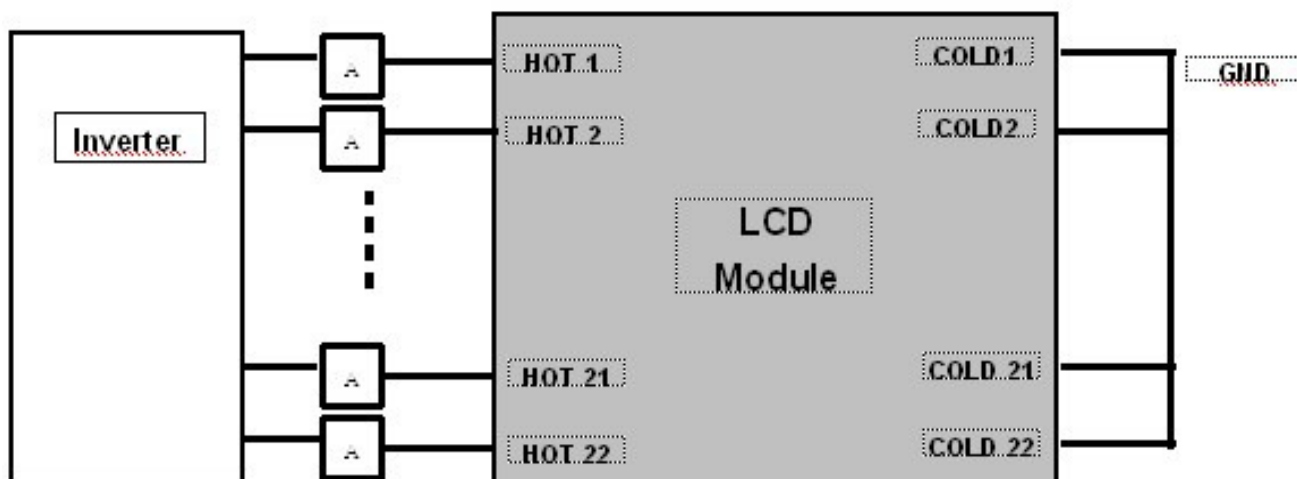 Inverter
A
A
A
A
HOT 1
HOT 2
HOT 21
HOT 22
LCD
Module
COLD1
COLD2
COLD 21
COLD 22
GND